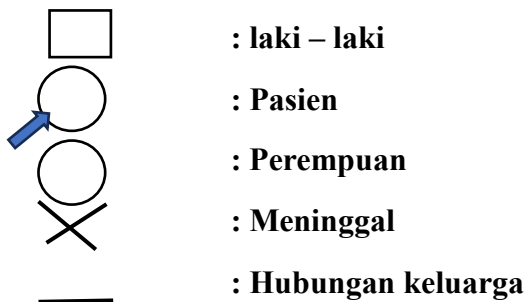 : laki – laki
: Pasien
: Perempuan
: Meninggal
: Hubungan keluarga